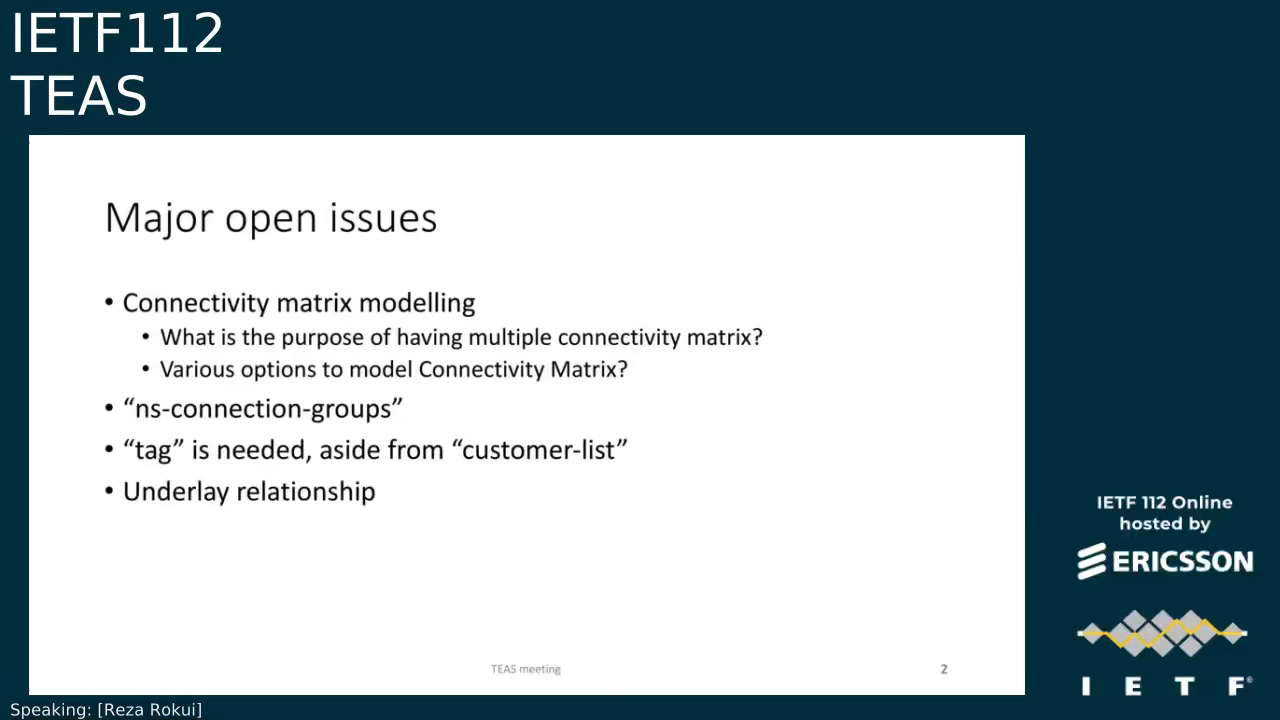 IETF112
TEAS
Major open issues
• Connectivity matrix modelling
• What is the purpose of having multiple connectivity matrix?
• Various options to model Connectivity Matrix?
• “ns-connection-groups”
• “tag” is needed, aside from “customer-list”
• Underlay relationship
TEAS meeting
2
IETF 112 Online
hosted by
ERICSSON
I E T F®
Speaking: [Reza Rokui]